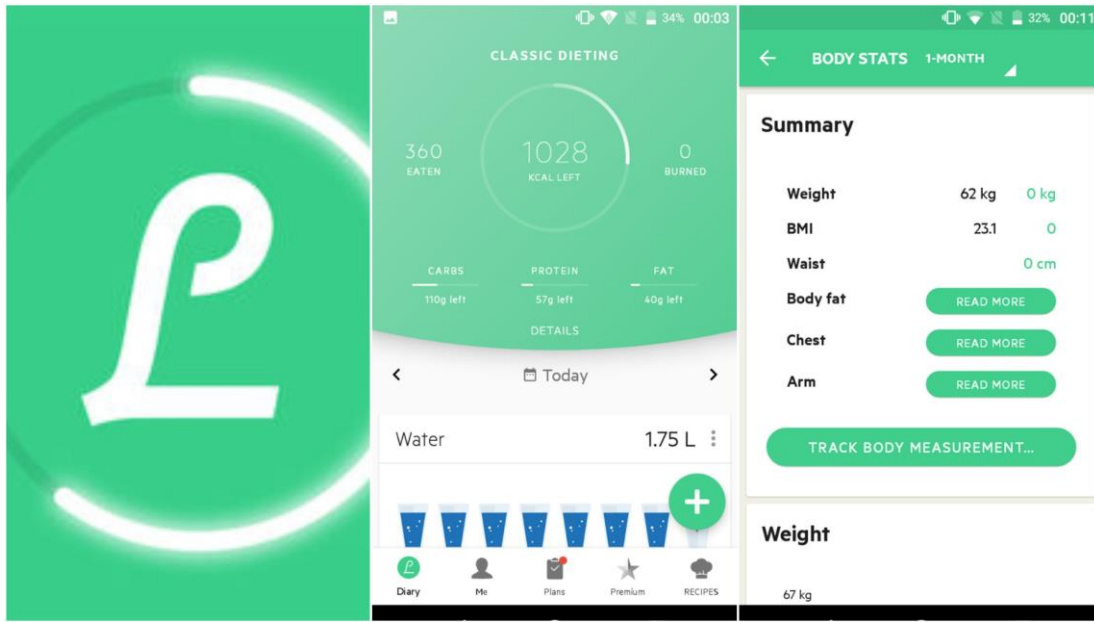 34% 00:03
CLASSIC DIETING
360
EATEN
1028
KCAL LEFT
0
BURNED
CARBS
PROTEIN
FAT
110g left
57g left
40g left
DETAILS
Today
Water
1.75 L
Diary
Me
Plans
Premium
RECIPES
32% 00:11
BODY STATS 1-MONTH
Summary
Weight 62 kg 0 kg
BMI 23.1 0
Waist 0 cm
Body fat READ MORE
Chest READ MORE
Arm READ MORE
TRACK BODY MEASUREMENT...
Weight
67 kg